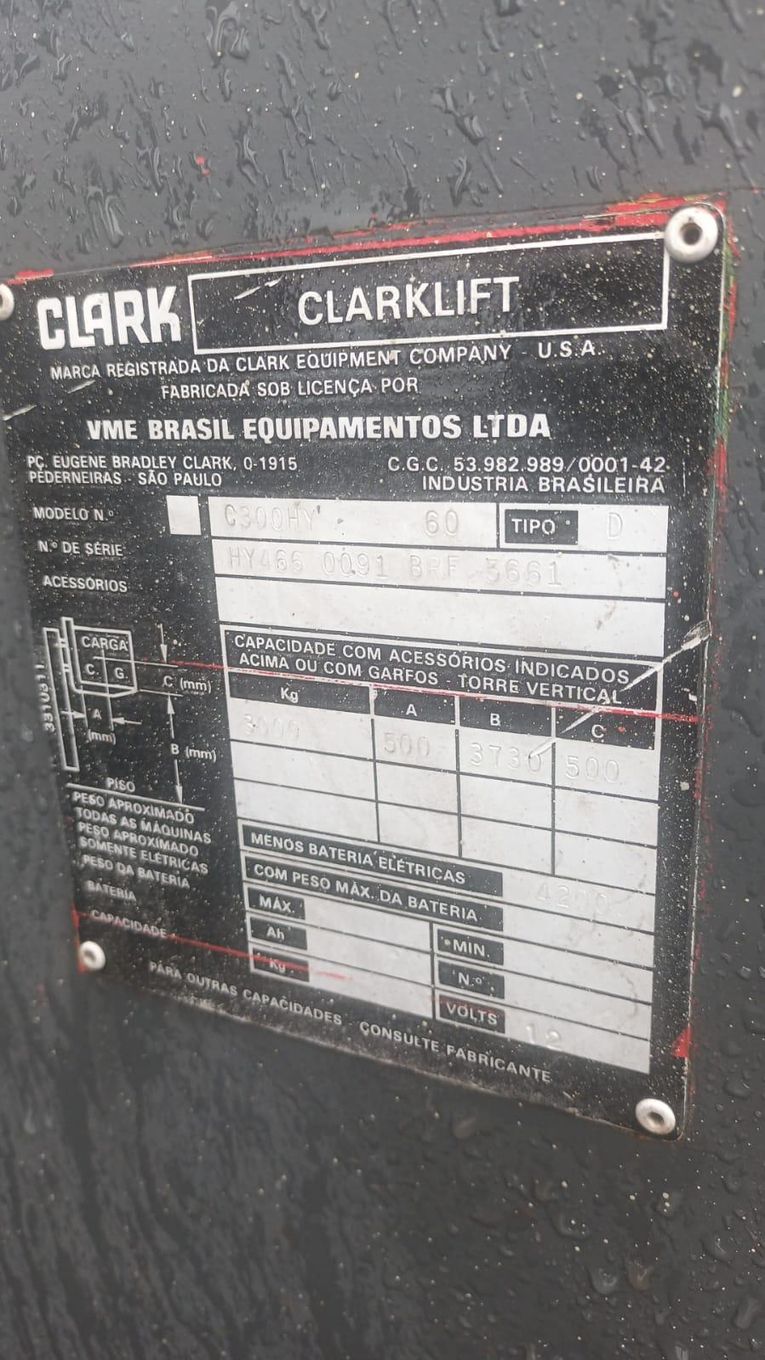 CLARK CLARKLIFT
MARCA REGISTRADA DA CLARK EQUIPMENT COMPANY - U.S.A.
FABRICADA SOB LICENÇA POR
VME BRASIL EQUIPAMENTOS LTDA
PÇ. EUGENE BRADLEY CLARK, Q-1915 C.G.C. 53.982.989/0001-42
PEDERNEIRAS - SÃO PAULO INDÚSTRIA BRASILEIRA
MODELO N.º C300HY 60 TIPO D
N.º DE SÉRIE HY466 0091 BRF 5661
ACESSÓRIOS
CAPACIDADE COM ACESSÓRIOS INDICADOS
ACIMA OU COM GARFOS - TORRE VERTICAL
CARGA
C. G.
C (mm)
A
(mm)
B (mm)
PISO
Kg A B C
3000 500 3730 500
PESO APROXIMADO
TODAS AS MÁQUINAS
MENOS BATERIA ELÉTRICAS 4200
PESO APROXIMADO
SOMENTE ELÉTRICAS
COM PESO MÁX. DA BATERIA
PESO DA BATERIA
MÁX. MIN.
BATERIA
Ah N.º
CAPACIDADE
Kg VOLTS 12
PARA OUTRAS CAPACIDADES CONSULTE FABRICANTE